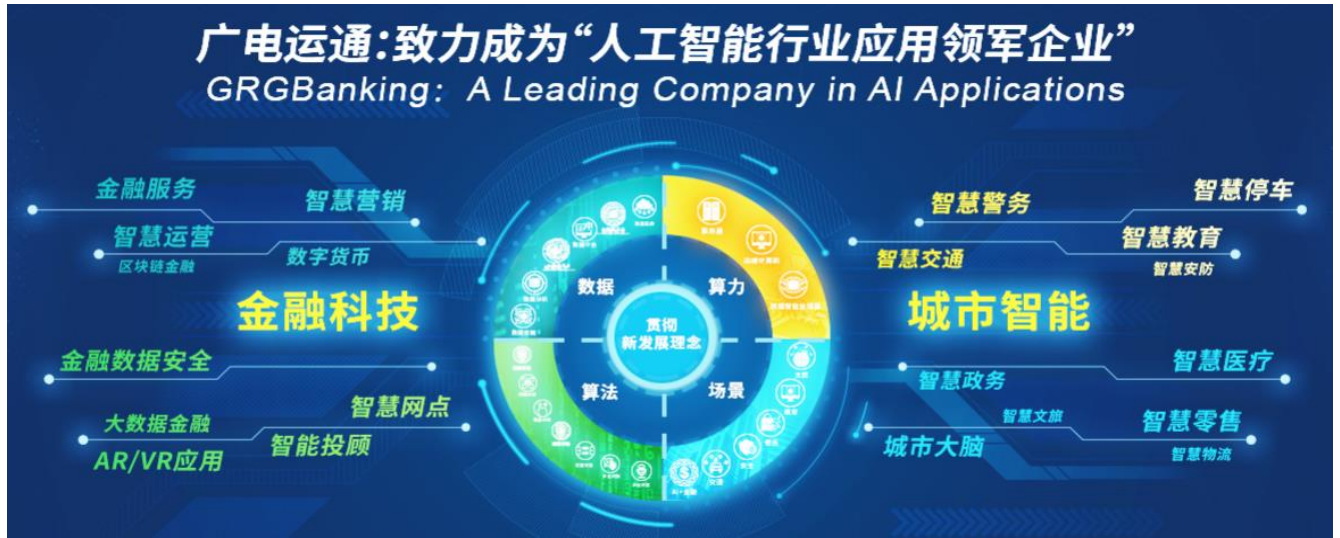 广电运通:致力成为“人工智能行业应用领军企业”
GRGBanking: A Leading Company in AI Applications
金融服务
智慧营销
智慧运营
区块链金融
数字货币
金融科技
金融数据安全
智慧网点
大数据金融
智能投顾
AR/VR应用
数据
算力
贯彻
新发展理念
算法
场景
智慧警务
智慧停车
智慧交通
智慧教育
智慧安防
城市智能
智慧政务
智慧医疗
智慧文旅
智慧零售
城市大脑
智慧物流
交通